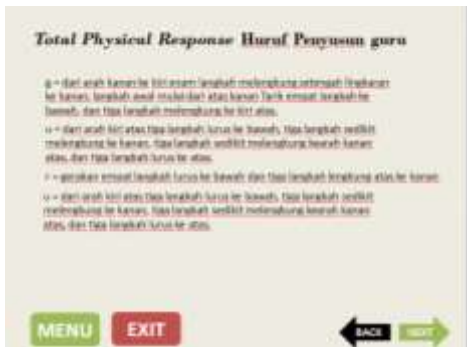 Total Physical Response Huruf Penyusun guru
g = dari arah kanan ke kiri enam langkah melengkung setengah lingkaran
ke kanan, langkah awal mulai dari atas kanan Tarik empat langkah ke
bawah, dan tiga langkah melengkung ke kiri atas.
u = dari arah kiri atas tiga langkah lurus ke bawah, tiga langkah sedikit
melengkung ke kanan, tiga langkah sedikit melengkung kearah kanan
atas, dan tiga langkah lurus ke atas.
r = gerakan empat langkah lurus ke bawah dan tiga langkah lengkung atas ke kanan
u = dari arah kiri atas tiga langkah lurus ke bawah, tiga langkah sedikit
melengkung ke kanan, tiga langkah sedikit melengkung kearah kanan
atas, dan tiga langkah lurus ke atas.
MENU EXIT BACK NEXT